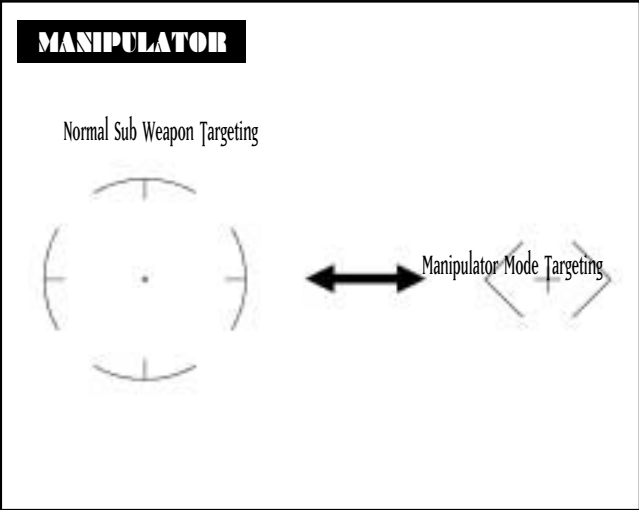 MANIPULATOR
Normal Sub Weapon Targeting
Manipulator Mode Targeting